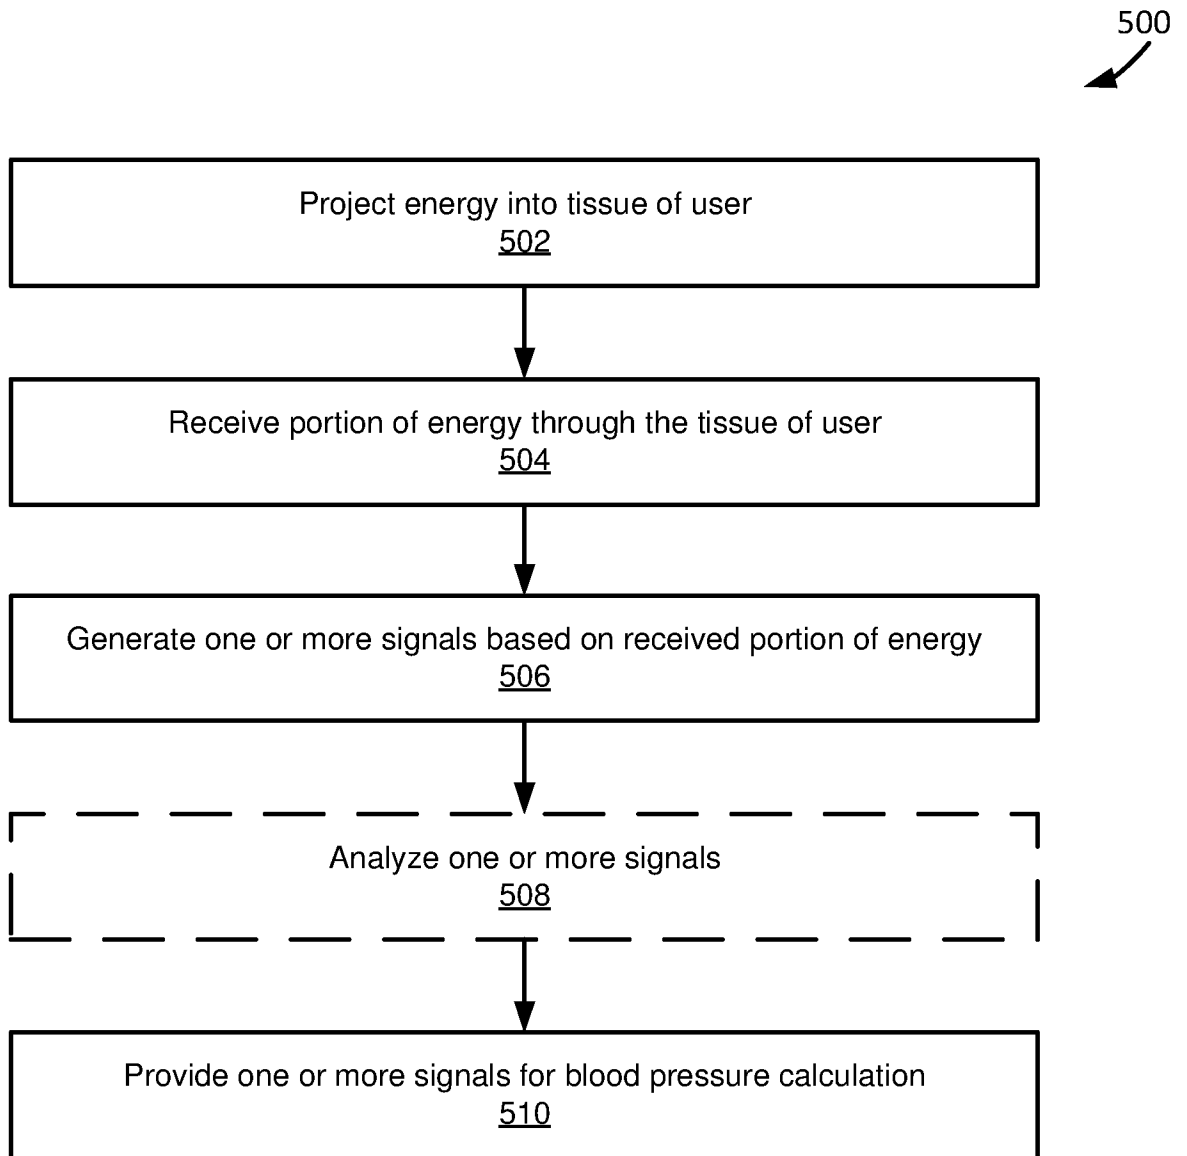 500
Project energy into tissue of user
502
Receive portion of energy through the tissue of user
504
Generate one or more signals based on received portion of energy
506
Analyze one or more signals
508
Provide one or more signals for blood pressure calculation
510